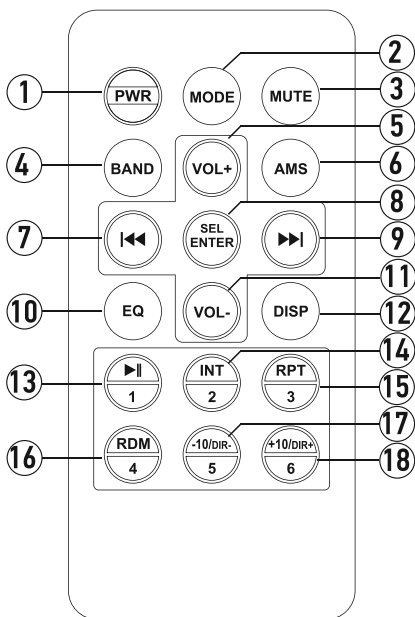 2
1 PWR MODE MUTE 3
5
4 BAND VOL+ AMS 6
8
7 SEL 9
ENTER
11
10 EQ VOL- DISP 12
14
13 INT RPT 15
1 2 3
17
16 RDM -10/DIR- +10/DIR+ 18
4 5 6